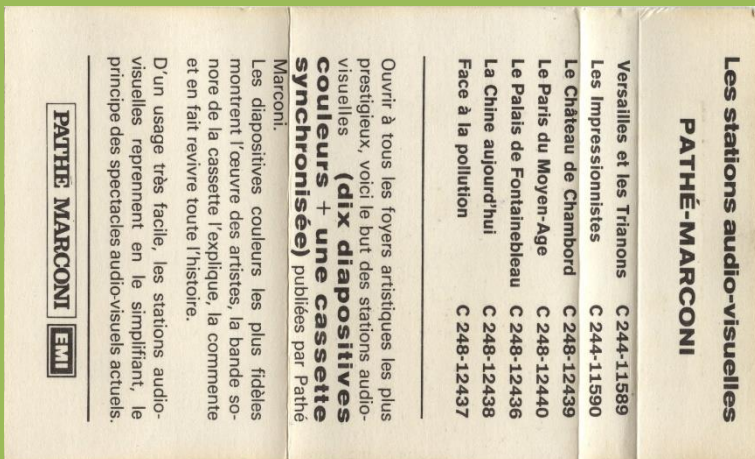 Les stations audio-visuelles
PATHÉ-MARCONI
Versailles et les Trianons C 244-11589
Les Impressionnistes C 244-11590
Le Château de Chambord C 248-12439
Le Paris du Moyen-Age C 248-12440
Le Palais de Fontainebleau C 248-12436
La Chine aujourd'hui C 248-12438
Face à la pollution C 248-12437
Ouvrir à tous les foyers artistiques les plus
prestigieux, voici le but des stations audio-
visuelles (dix diapositives
couleurs + une cassette
synchronisée) publiées par Pathé
Marconi.
Les diapositives couleurs les plus fidèles
montrent l'œuvre des artistes, la bande so-
nore de la cassette l'explique, la commente
et en fait revivre toute l'histoire.
D'un usage très facile, les stations audio-
visuelles reprennent en le simplifiant, le
principe des spectacles audio-visuels actuels.
PATHÉ MARCONI EMI